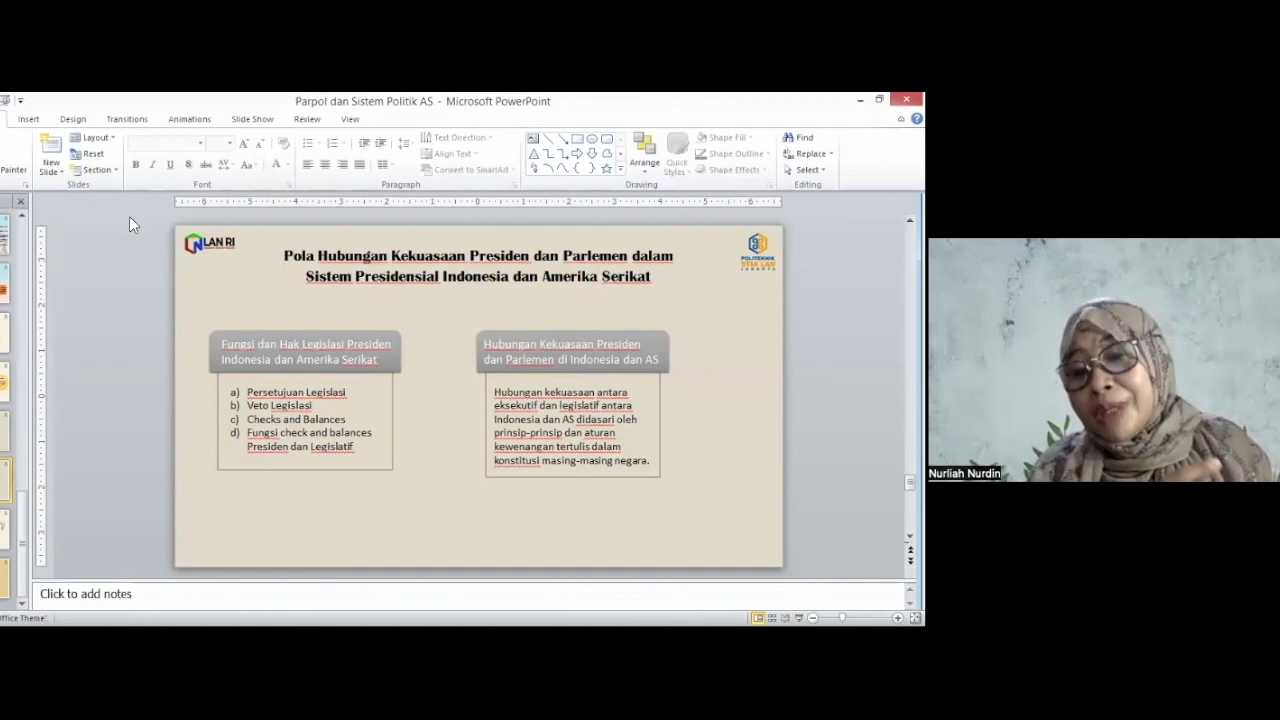 Parpol dan Sistem Politik AS - Microsoft PowerPoint
Insert Design Transitions Animations Slide Show Review View
Layout
Text Direction
Shape Fill
Find
New
Slide
Reset
Align Text
Arrange
Quick
Styles
Shape Outline
Replace
Painter
Section
Convert to SmartArt
Shape Effects
Select
Slides Font Paragraph Drawing Editing
LAN RI
POLITEKNIK
STIA LAN
JAKARTA
Pola Hubungan Kekuasaan Presiden dan Parlemen dalam
Sistem Presidensial Indonesia dan Amerika Serikat
Fungsi dan Hak Legislasi Presiden
Indonesia dan Amerika Serikat
a) Persetujuan Legislasi
b) Veto Legislasi
c) Checks and Balances
d) Fungsi check and balances
Presiden dan Legislatif
Hubungan Kekuasaan Presiden
dan Parlemen di Indonesia dan AS
Hubungan kekuasaan antara
eksekutif dan legislatif antara
Indonesia dan AS didasari oleh
prinsip-prinsip dan aturan
kewenangan tertulis dalam
konstitusi masing-masing negara.
Nurliah Nurdin
Click to add notes
Office Theme"